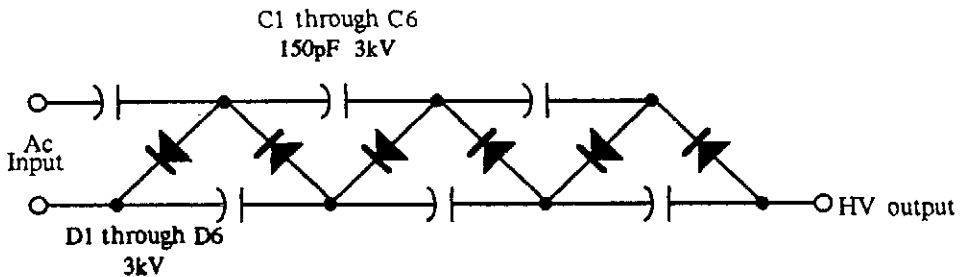 C1 through C6
150pF 3kV
Ac
Input
HV output
D1 through D6
3kV